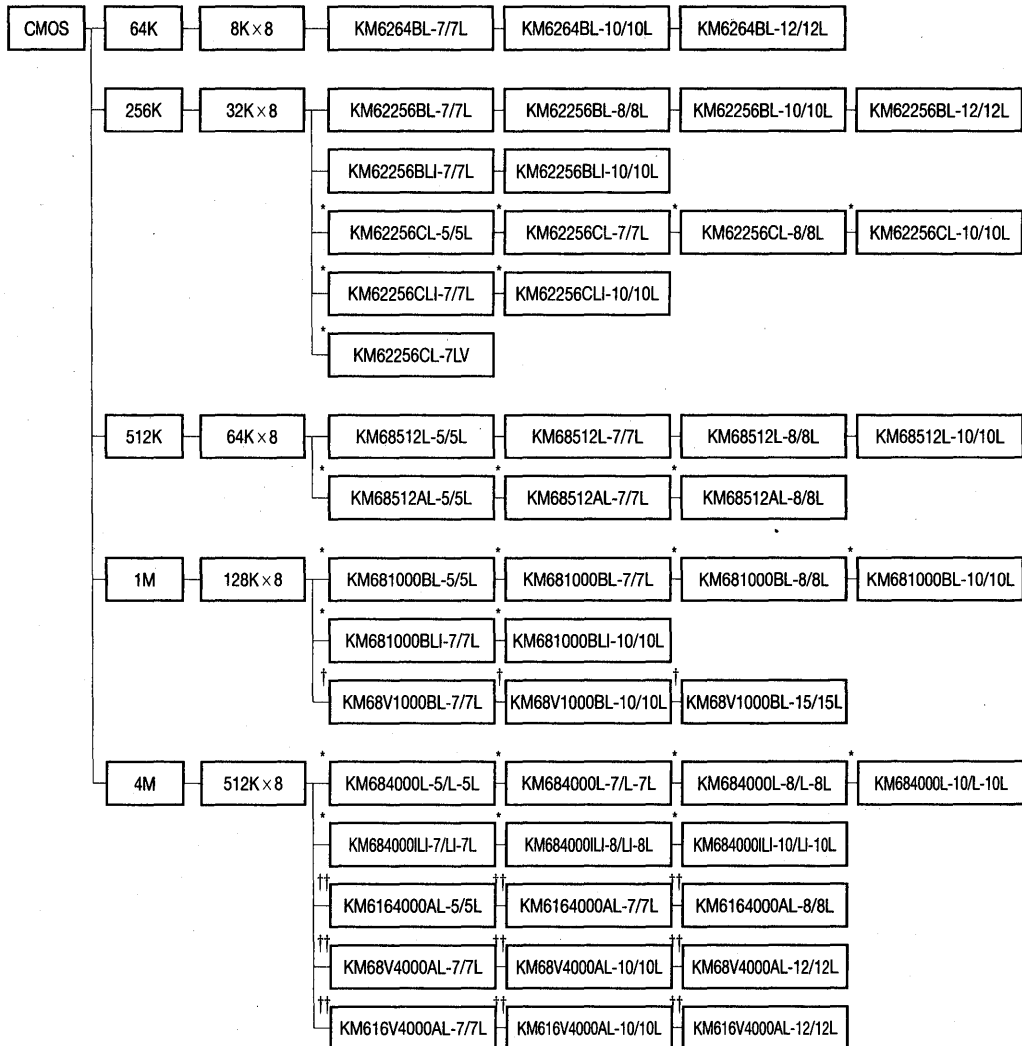 CMOS 64K 8K×8 KM6264BL-7/7L KM6264BL-10/10L KM6264BL-12/12L
256K 32K×8 KM62256BL-7/7L KM62256BL-8/8L KM62256BL-10/10L KM62256BL-12/12L
KM62256BLI-7/7L KM62256BLI-10/10L
* * * *
KM62256CL-5/5L KM62256CL-7/7L KM62256CL-8/8L KM62256CL-10/10L
* *
KM62256CLI-7/7L KM62256CLI-10/10L
*
KM62256CL-7LV
512K 64K×8 KM68512L-5/5L KM68512L-7/7L KM68512L-8/8L KM68512L-10/10L
* * *
KM68512AL-5/5L KM68512AL-7/7L KM68512AL-8/8L
* * * *
1M 128K×8 KM681000BL-5/5L KM681000BL-7/7L KM681000BL-8/8L KM681000BL-10/10L
* *
KM681000BLI-7/7L KM681000BLI-10/10L
† † †
KM68V1000BL-7/7L KM68V1000BL-10/10L KM68V1000BL-15/15L
* * * *
4M 512K×8 KM684000L-5/L-5L KM684000L-7/L-7L KM684000L-8/L-8L KM684000L-10/L-10L
* * *
KM684000ILI-7/LI-7L KM684000ILI-8/LI-8L KM684000ILI-10/LI-10L
†† †† ††
KM6164000AL-5/5L KM6164000AL-7/7L KM6164000AL-8/8L
†† †† ††
KM68V4000AL-7/7L KM68V4000AL-10/10L KM68V4000AL-12/12L
†† †† ††
KM616V4000AL-7/7L KM616V4000AL-10/10L KM616V4000AL-12/12L